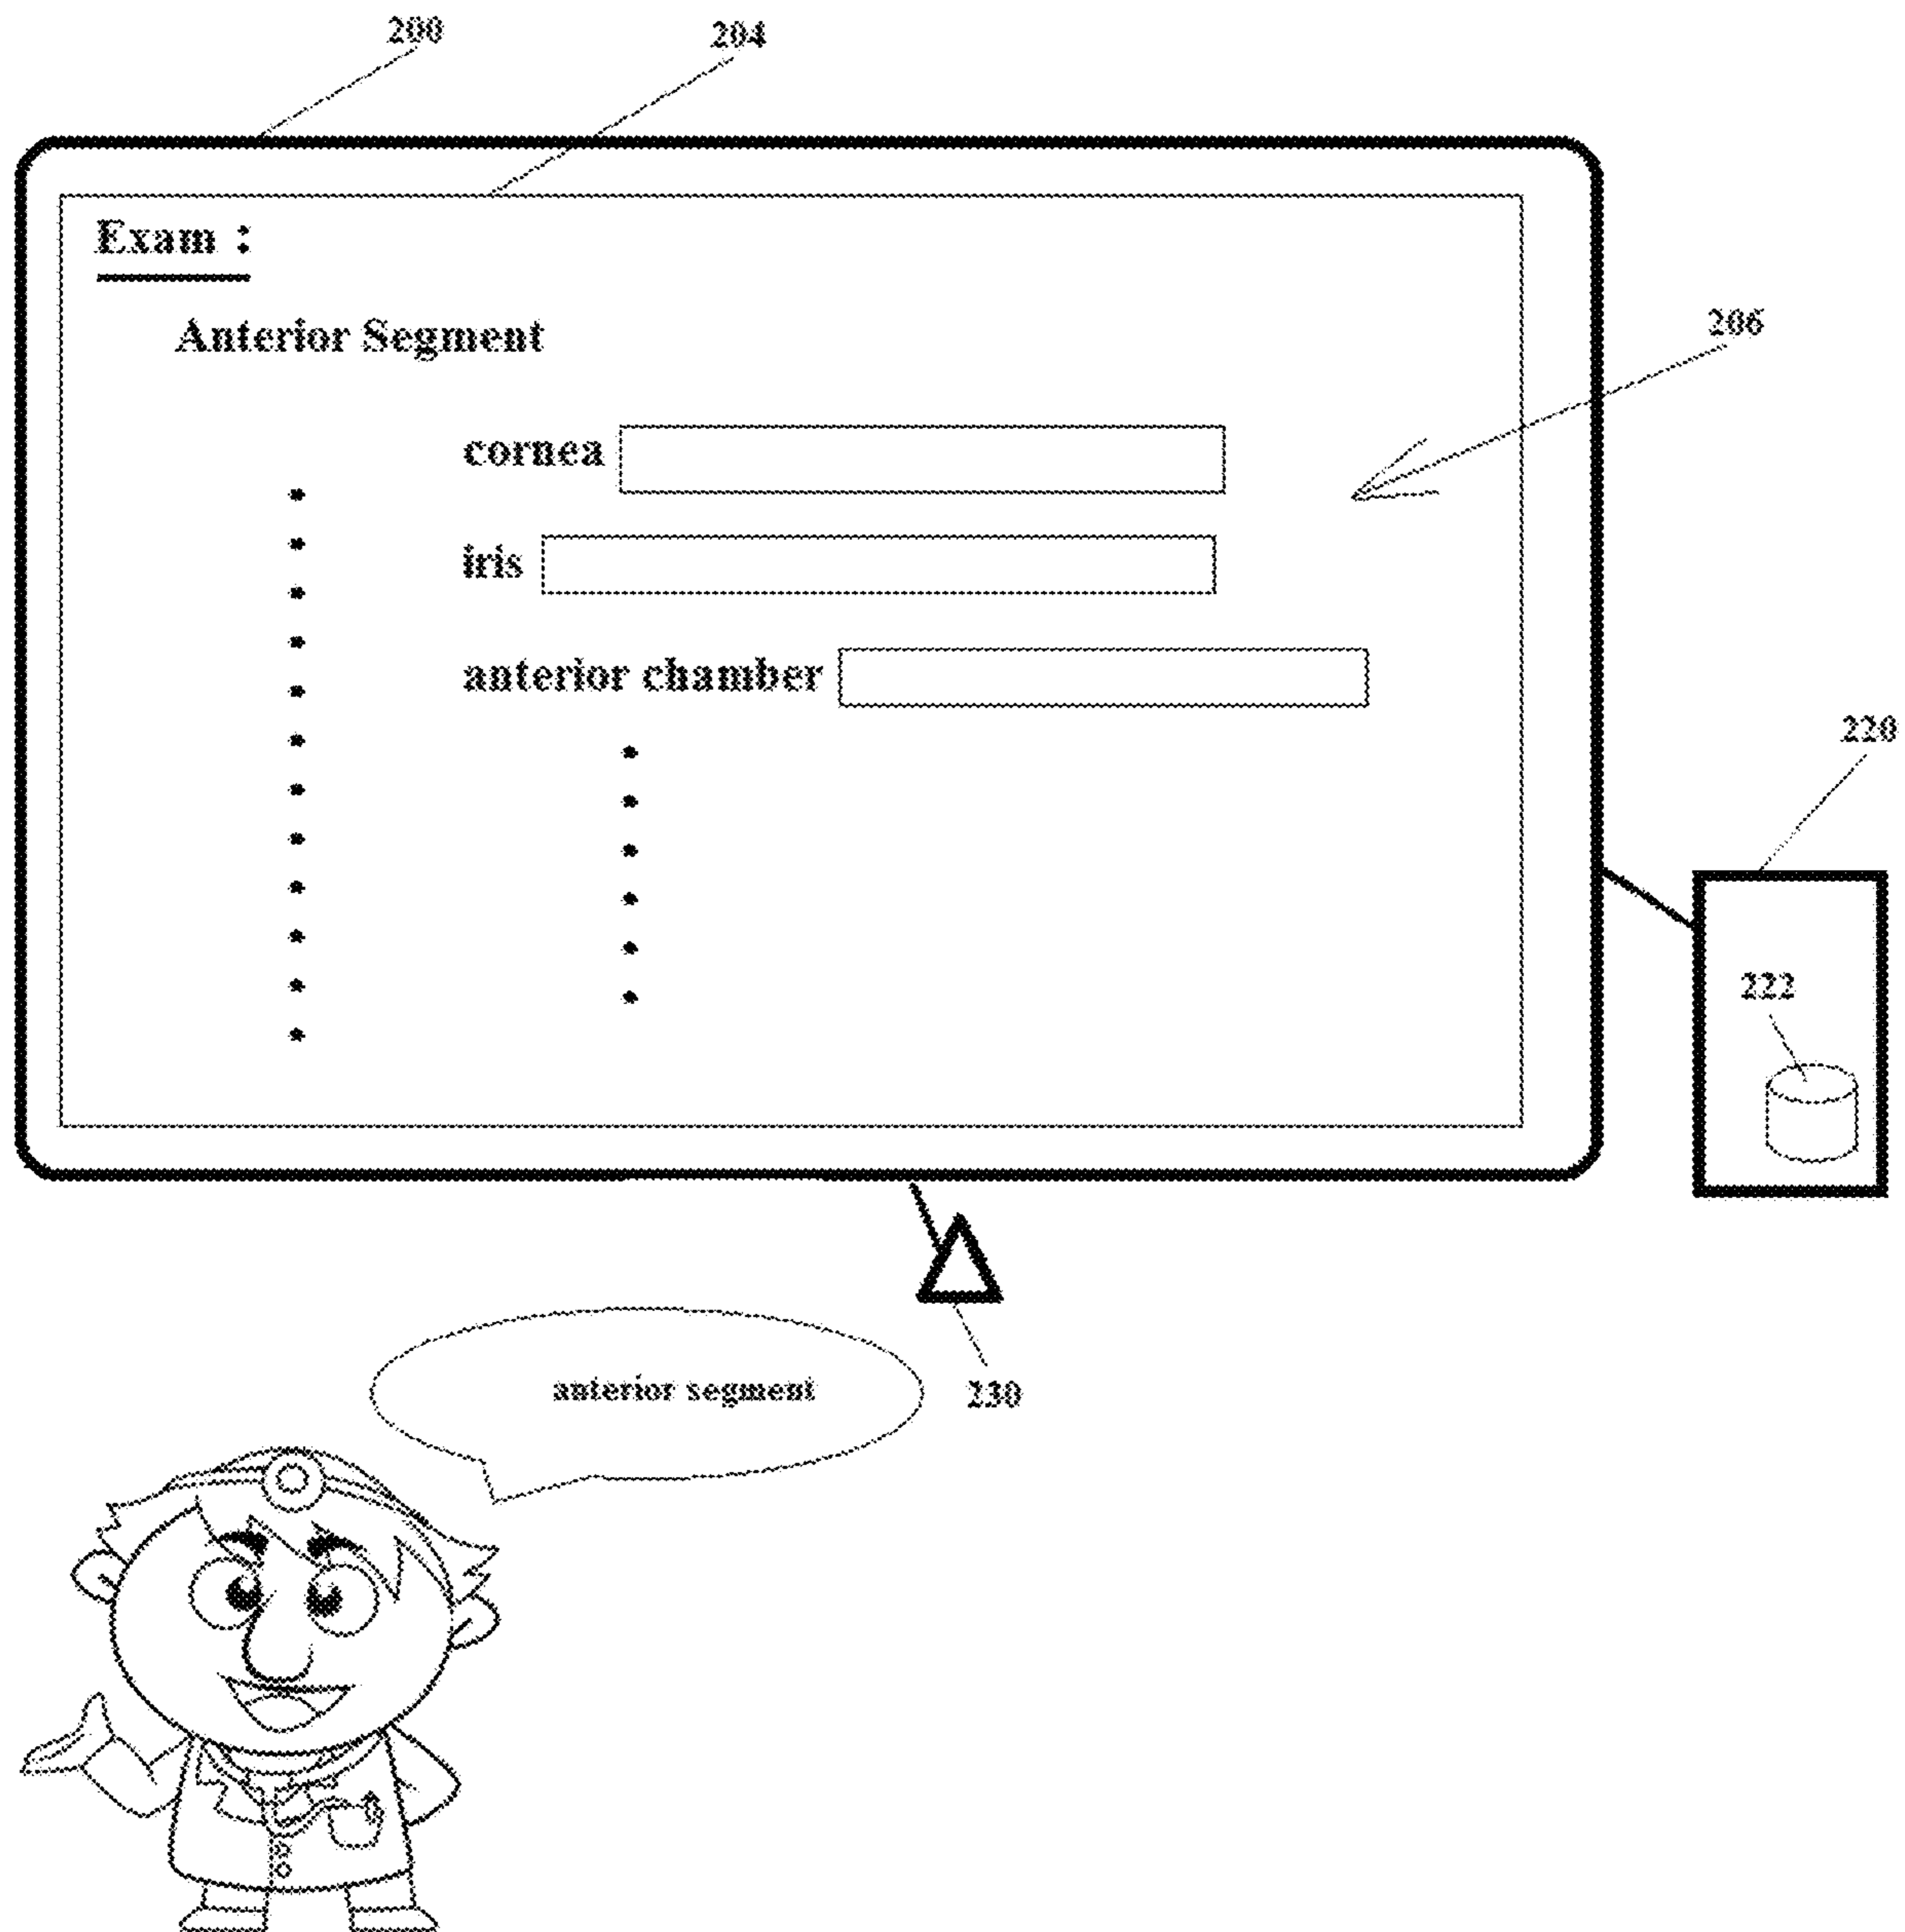 200
204
Exam :
Anterior Segment
206
cornea
iris
anterior chamber
220
222
anterior segment
230